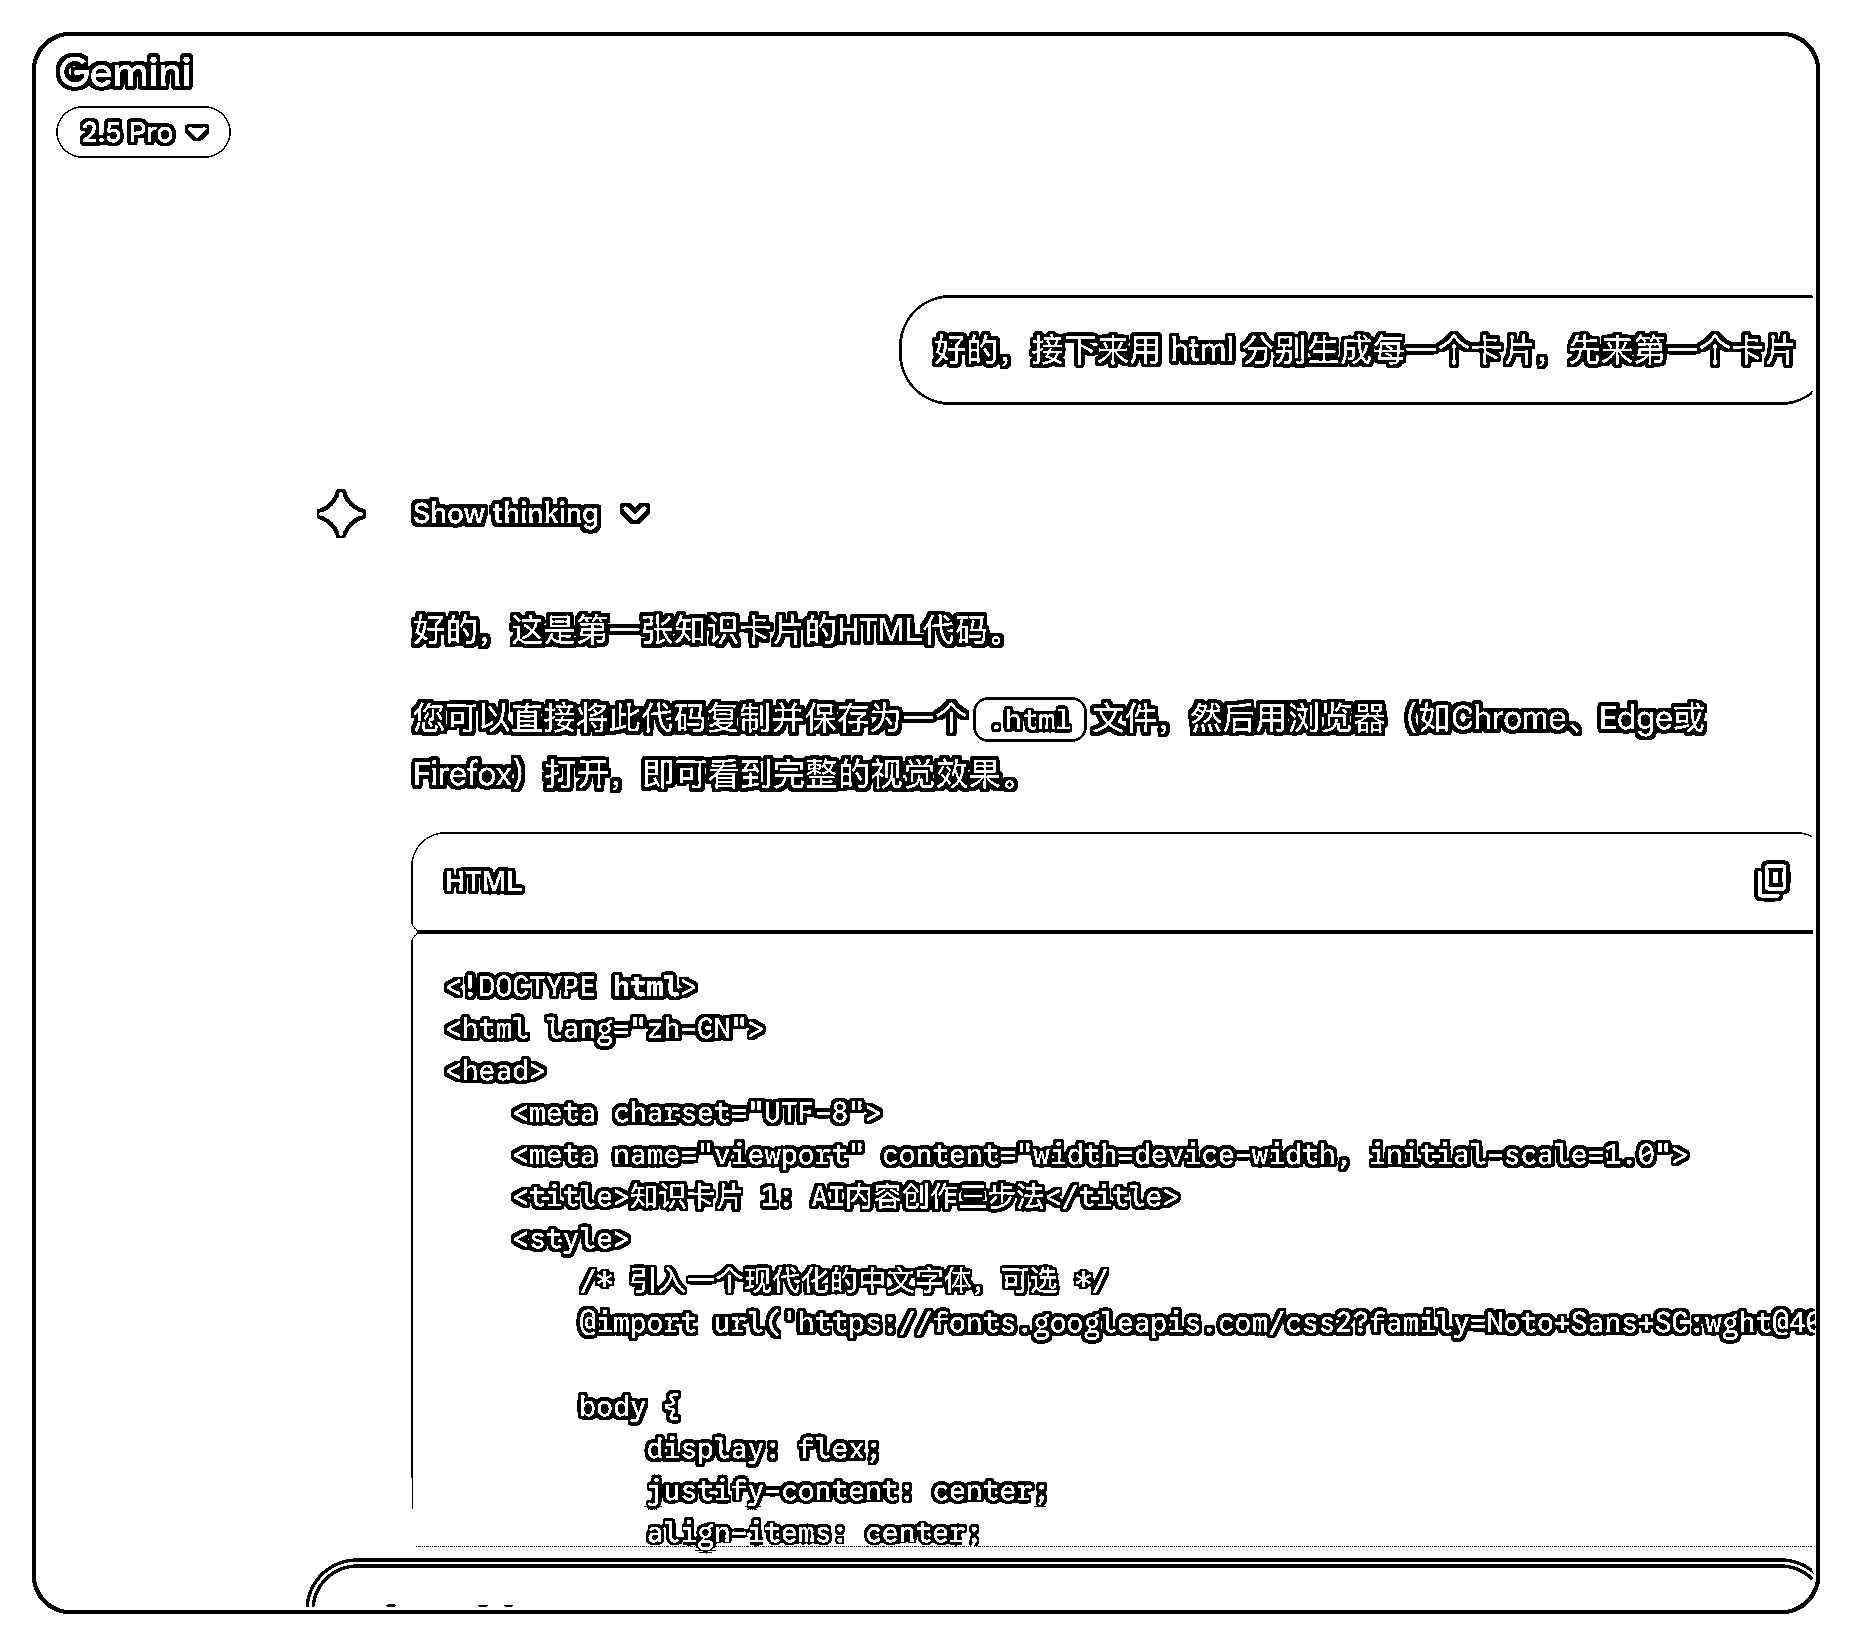 Gemini
2.5 Pro
好的，接下来用 html 分别生成每一个卡片，先来第一个卡片
Show thinking
好的，这是第一张知识卡片的HTML代码。
您可以直接将此代码复制并保存为一个 .html 文件，然后用浏览器（如Chrome、Edge或
Firefox）打开，即可看到完整的视觉效果。
HTML
<!DOCTYPE html>
<html lang="zh-CN">
<head>
    <meta charset="UTF-8">
    <meta name="viewport" content="width=device-width, initial-scale=1.0">
    <title>知识卡片 1: AI内容创作三步法</title>
    <style>
        /* 引入一个现代化的中文字体，可选 */
        @import url('https://fonts.googleapis.com/css2?family=Noto+Sans+SC:wght@40
        body {
            display: flex;
            justify-content: center;
            align-items: center;